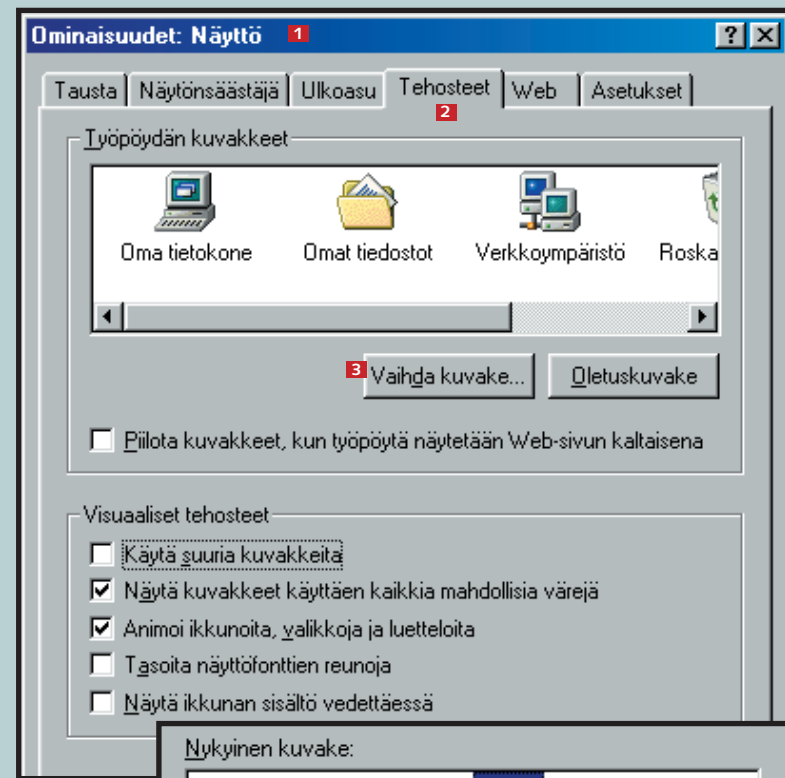 Ominaisuudet: Näyttö 1
Tausta Näytönsäästäjä Ulkoasu Tehosteet Web Asetukset
2
Työpöydän kuvakkeet
Oma tietokone Omat tiedostot Verkkoympäristö Roska
3 Vaihda kuvake... Oletuskuvake
Piilota kuvakkeet, kun työpöytä näytetään Web-sivun kaltaisena
Visuaaliset tehosteet
Käytä suuria kuvakkeita
Näytä kuvakkeet käyttäen kaikkia mahdollisia värejä
Animoi ikkunoita, valikkoja ja luetteloita
Tasoita näyttöfonttien reunoja
Näytä ikkunan sisältö vedettäessä
Nykyinen kuvake: